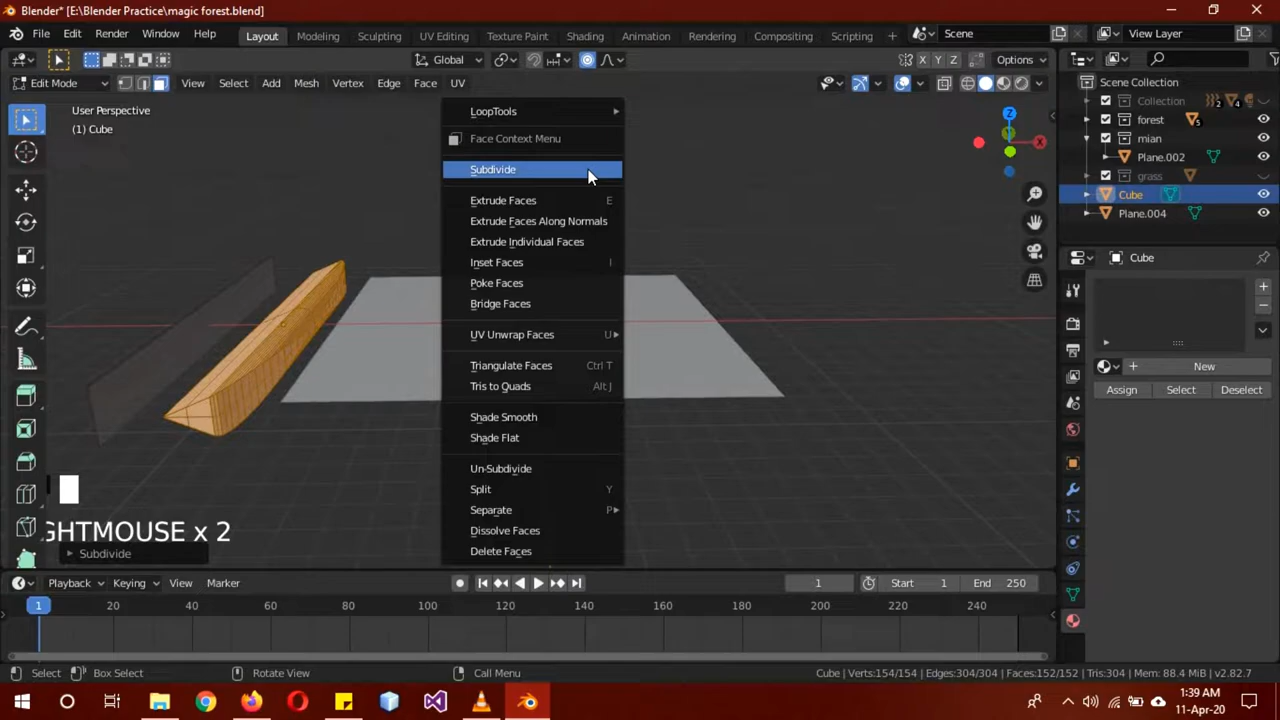 Blender* [E:\Blender Practice\magic forest.blend]
File Edit Render Window Help Layout Modeling Sculpting UV Editing Texture Paint Shading Animation Rendering Compositing Scripting Scene View Layer
Global X Y Z Options
Edit Mode View Select Add Mesh Vertex Edge Face UV
User Perspective
(1) Cube
LoopTools
Face Context Menu
Subdivide
Extrude Faces E
Extrude Faces Along Normals
Extrude Individual Faces
Inset Faces I
Poke Faces
Bridge Faces
UV Unwrap Faces U
Triangulate Faces Ctrl T
Tris to Quads Alt J
Shade Smooth
Shade Flat
Un-Subdivide
Split Y
Separate P
Dissolve Faces
Delete Faces
Z
X
Scene Collection
Collection 2 4
forest 5
mian
Plane.002
grass
Cube
Plane.004
Cube
New
Assign Select Deselect
GHTMOUSE x 2
Subdivide
Playback Keying View Marker 1 Start 1 End 250
1 20 40 60 80 100 120 140 160 180 200 220 240
Select Box Select Rotate View Call Menu Cube | Verts:154/154 | Edges:304/304 | Faces:152/152 | Tris:304 | Mem: 88.4 MiB | v2.82.7
1:39 AM
11-Apr-20